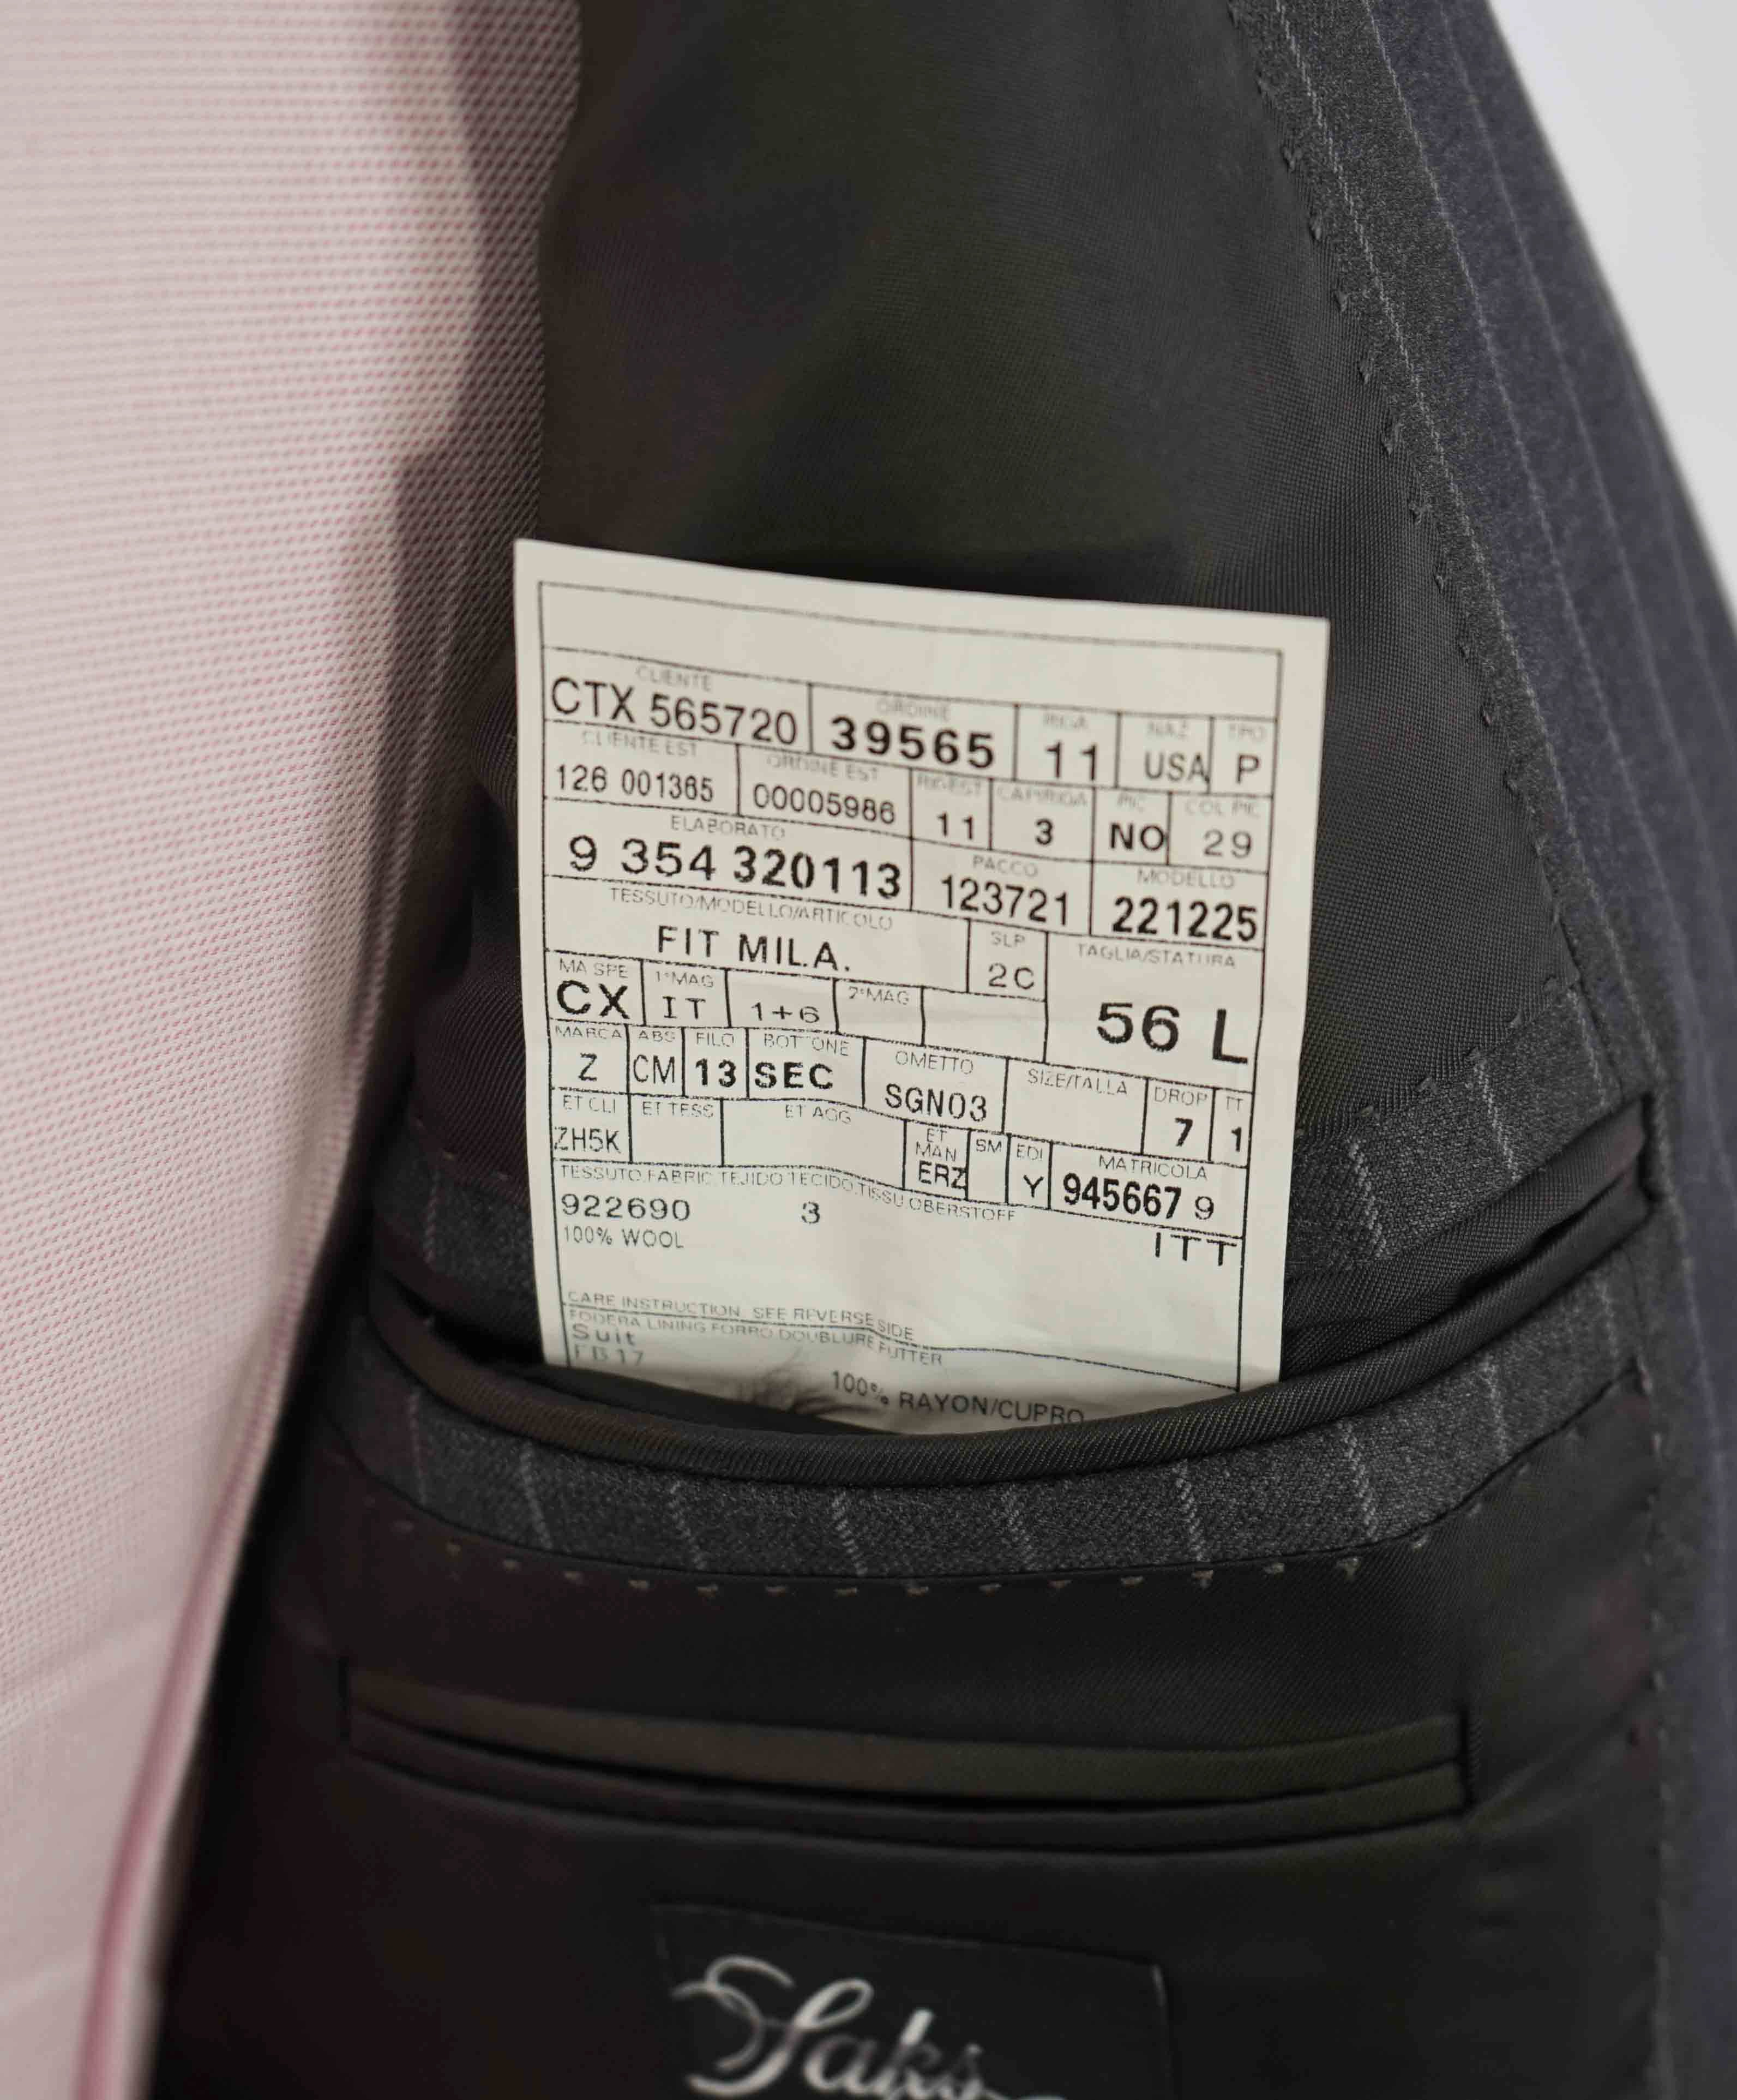 CLIENTE ORDINE RIGA NAZ TIPO
CTX 565720 39565 11 USA P
CLIENTE EST ORDINE EST RIGEST CAPI/RIGA PIC COL PIC
126 001365 00005986 11 3 NO 29
ELABORATO PACCO MODELLO
9 354 320113 123721 221225
TESSUTO/MODELLO/ARTICOLO SLP TAGLIA/STATURA
FIT MIL.A. 2C 56 L
MA SPE 1°MAG 2°MAG
CX IT 1+6
MARCA ABS FILO BOTTONE OMETTO SIZE/TALLA DROP TT
Z CM 13 SEC SGN03 7 1
ET CLI ET TESS ET AGG ET MAN SM EDI MATRICOLA
ZH5K ERZ Y 945667 9
TESSUTO.FABRIC.TEJIDO.TECIDO.TISSU.OBERSTOFF
922690 3
100% WOOL ITT
CARE INSTRUCTION: SEE REVERSE SIDE
FODERA.LINING.FORRO.DOUBLURE.FUTTER
Suit
FB17
100% RAYON/CUPRO
Saks